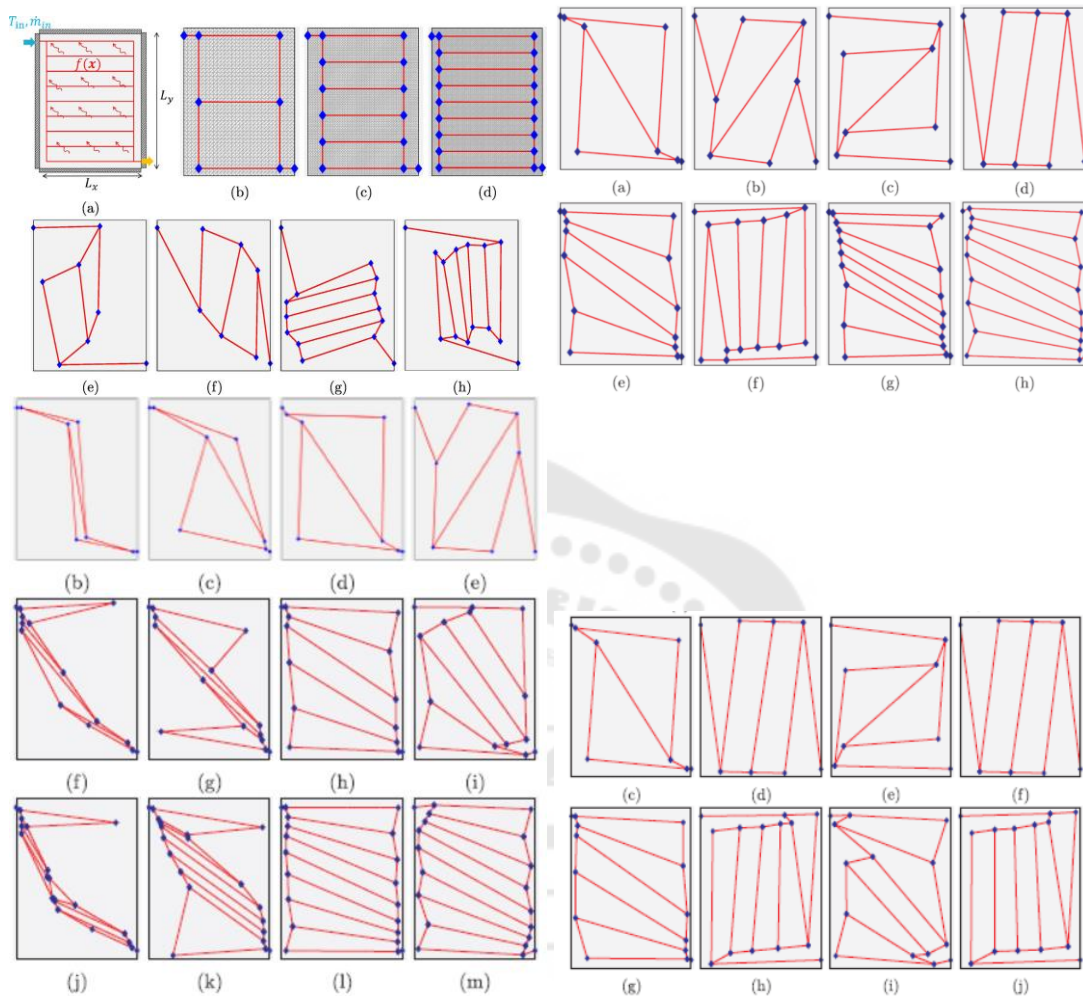 T_in, ṁ_in
f(x)
L_y
L_x
(a)
(b)
(c)
(d)
(e)
(f)
(g)
(h)
(b)
(c)
(d)
(e)
(f)
(g)
(h)
(i)
(j)
(k)
(l)
(m)
(a)
(b)
(c)
(d)
(e)
(f)
(g)
(h)
(c)
(d)
(e)
(f)
(g)
(h)
(i)
(j)